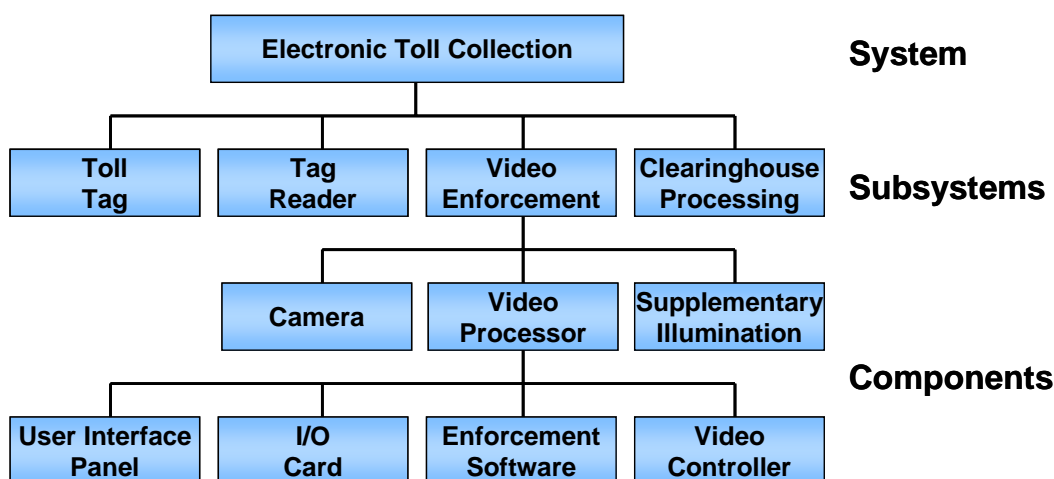 Electronic Toll Collection
System
Toll
Tag
Tag
Reader
Video
Enforcement
Clearinghouse
Processing
Subsystems
Camera
Video
Processor
Supplementary
Illumination
Components
User Interface
Panel
I/O
Card
Enforcement
Software
Video
Controller